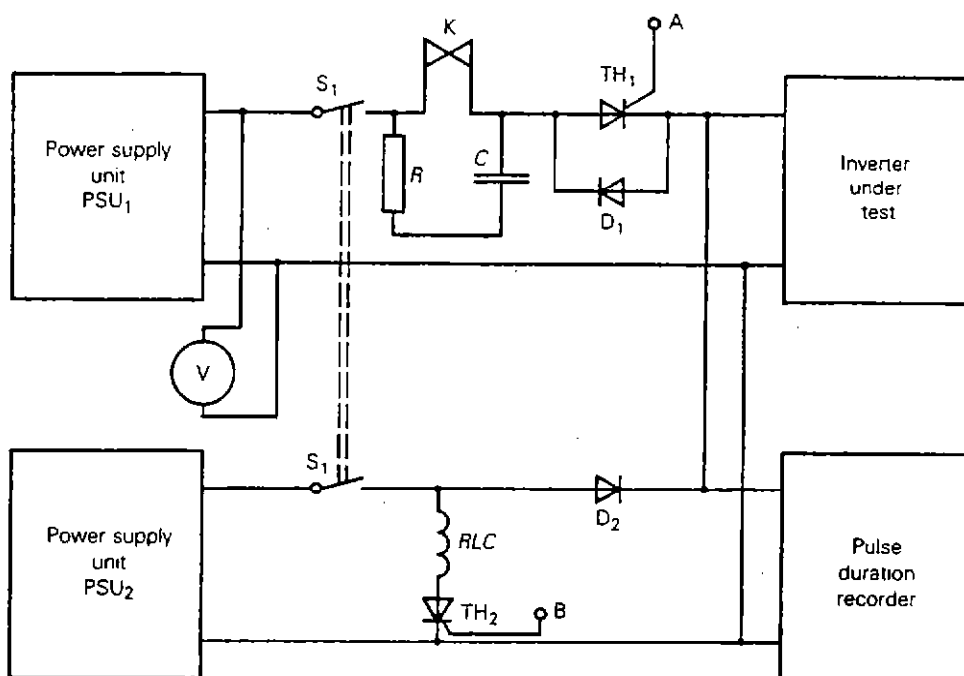 K
A
S₁
TH₁
Power supply
unit
PSU₁
R
C
D₁
Inverter
under
test
V
S₁
D₂
Power supply
unit
PSU₂
RLC
TH₂
B
Pulse
duration
recorder